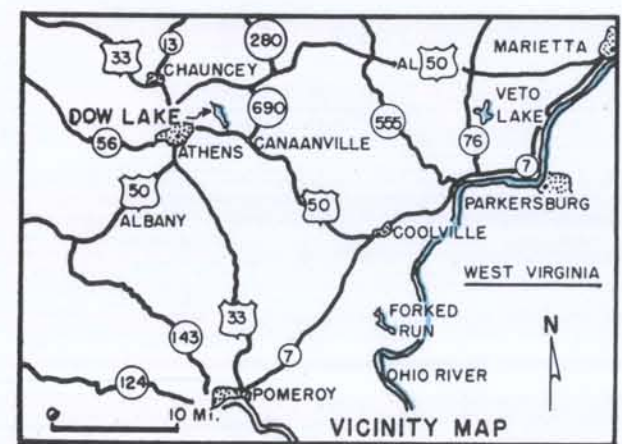 33
13
280
CHAUNCEY
AL 50
MARIETTA
DOW LAKE
690
VETO
LAKE
56
ATHENS
CANAANVILLE
555
76
7
50
ALBANY
50
PARKERSBURG
COOLVILLE
WEST VIRGINIA
33
FORKED
RUN
N
143
7
124
POMEROY
OHIO RIVER
10 MI.
VICINITY MAP